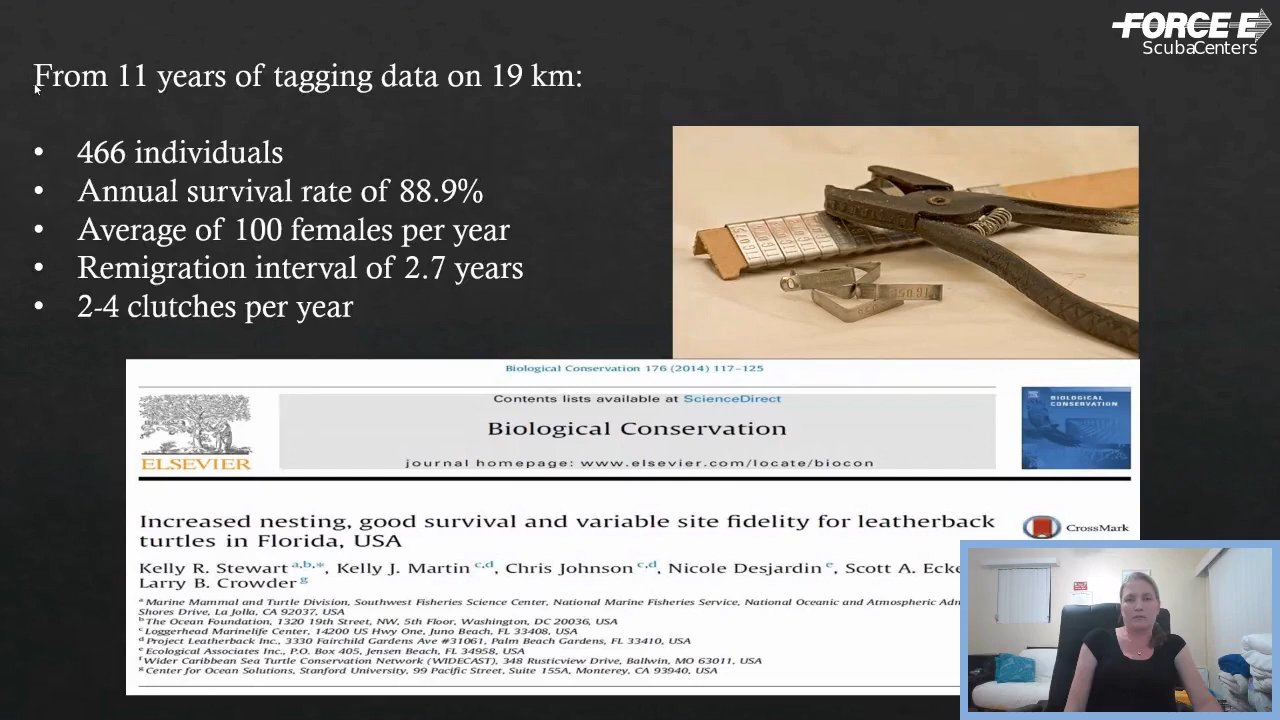 FORCE E
ScubaCenters
From 11 years of tagging data on 19 km:
• 466 individuals
• Annual survival rate of 88.9%
• Average of 100 females per year
• Remigration interval of 2.7 years
• 2-4 clutches per year
Biological Conservation 176 (2014) 117–125
Contents lists available at ScienceDirect
Biological Conservation
journal homepage: www.elsevier.com/locate/biocon
ELSEVIER
BIOLOGICAL
CONSERVATION
Increased nesting, good survival and variable site fidelity for leatherback
turtles in Florida, USA
CrossMark
Kelly R. Stewart a,b,*, Kelly J. Martin c,d, Chris Johnson c,d, Nicole Desjardin e, Scott A. Ecke
Larry B. Crowder g
a Marine Mammal and Turtle Division, Southwest Fisheries Science Center, National Marine Fisheries Service, National Oceanic and Atmospheric Adm
Shores Drive, La Jolla, CA 92037, USA
b The Ocean Foundation, 1320 19th Street, NW, 5th Floor, Washington, DC 20036, USA
c Loggerhead Marinelife Center, 14200 US Hwy One, Juno Beach, FL 33408, USA
d Project Leatherback Inc., 3330 Fairchild Gardens Ave #31061, Palm Beach Gardens, FL 33410, USA
e Ecological Associates Inc., P.O. Box 405, Jensen Beach, FL 34958, USA
f Wider Caribbean Sea Turtle Conservation Network (WIDECAST), 348 Rusticview Drive, Ballwin, MO 63011, USA
g Center for Ocean Solutions, Stanford University, 99 Pacific Street, Suite 155A, Monterey, CA 93940, USA